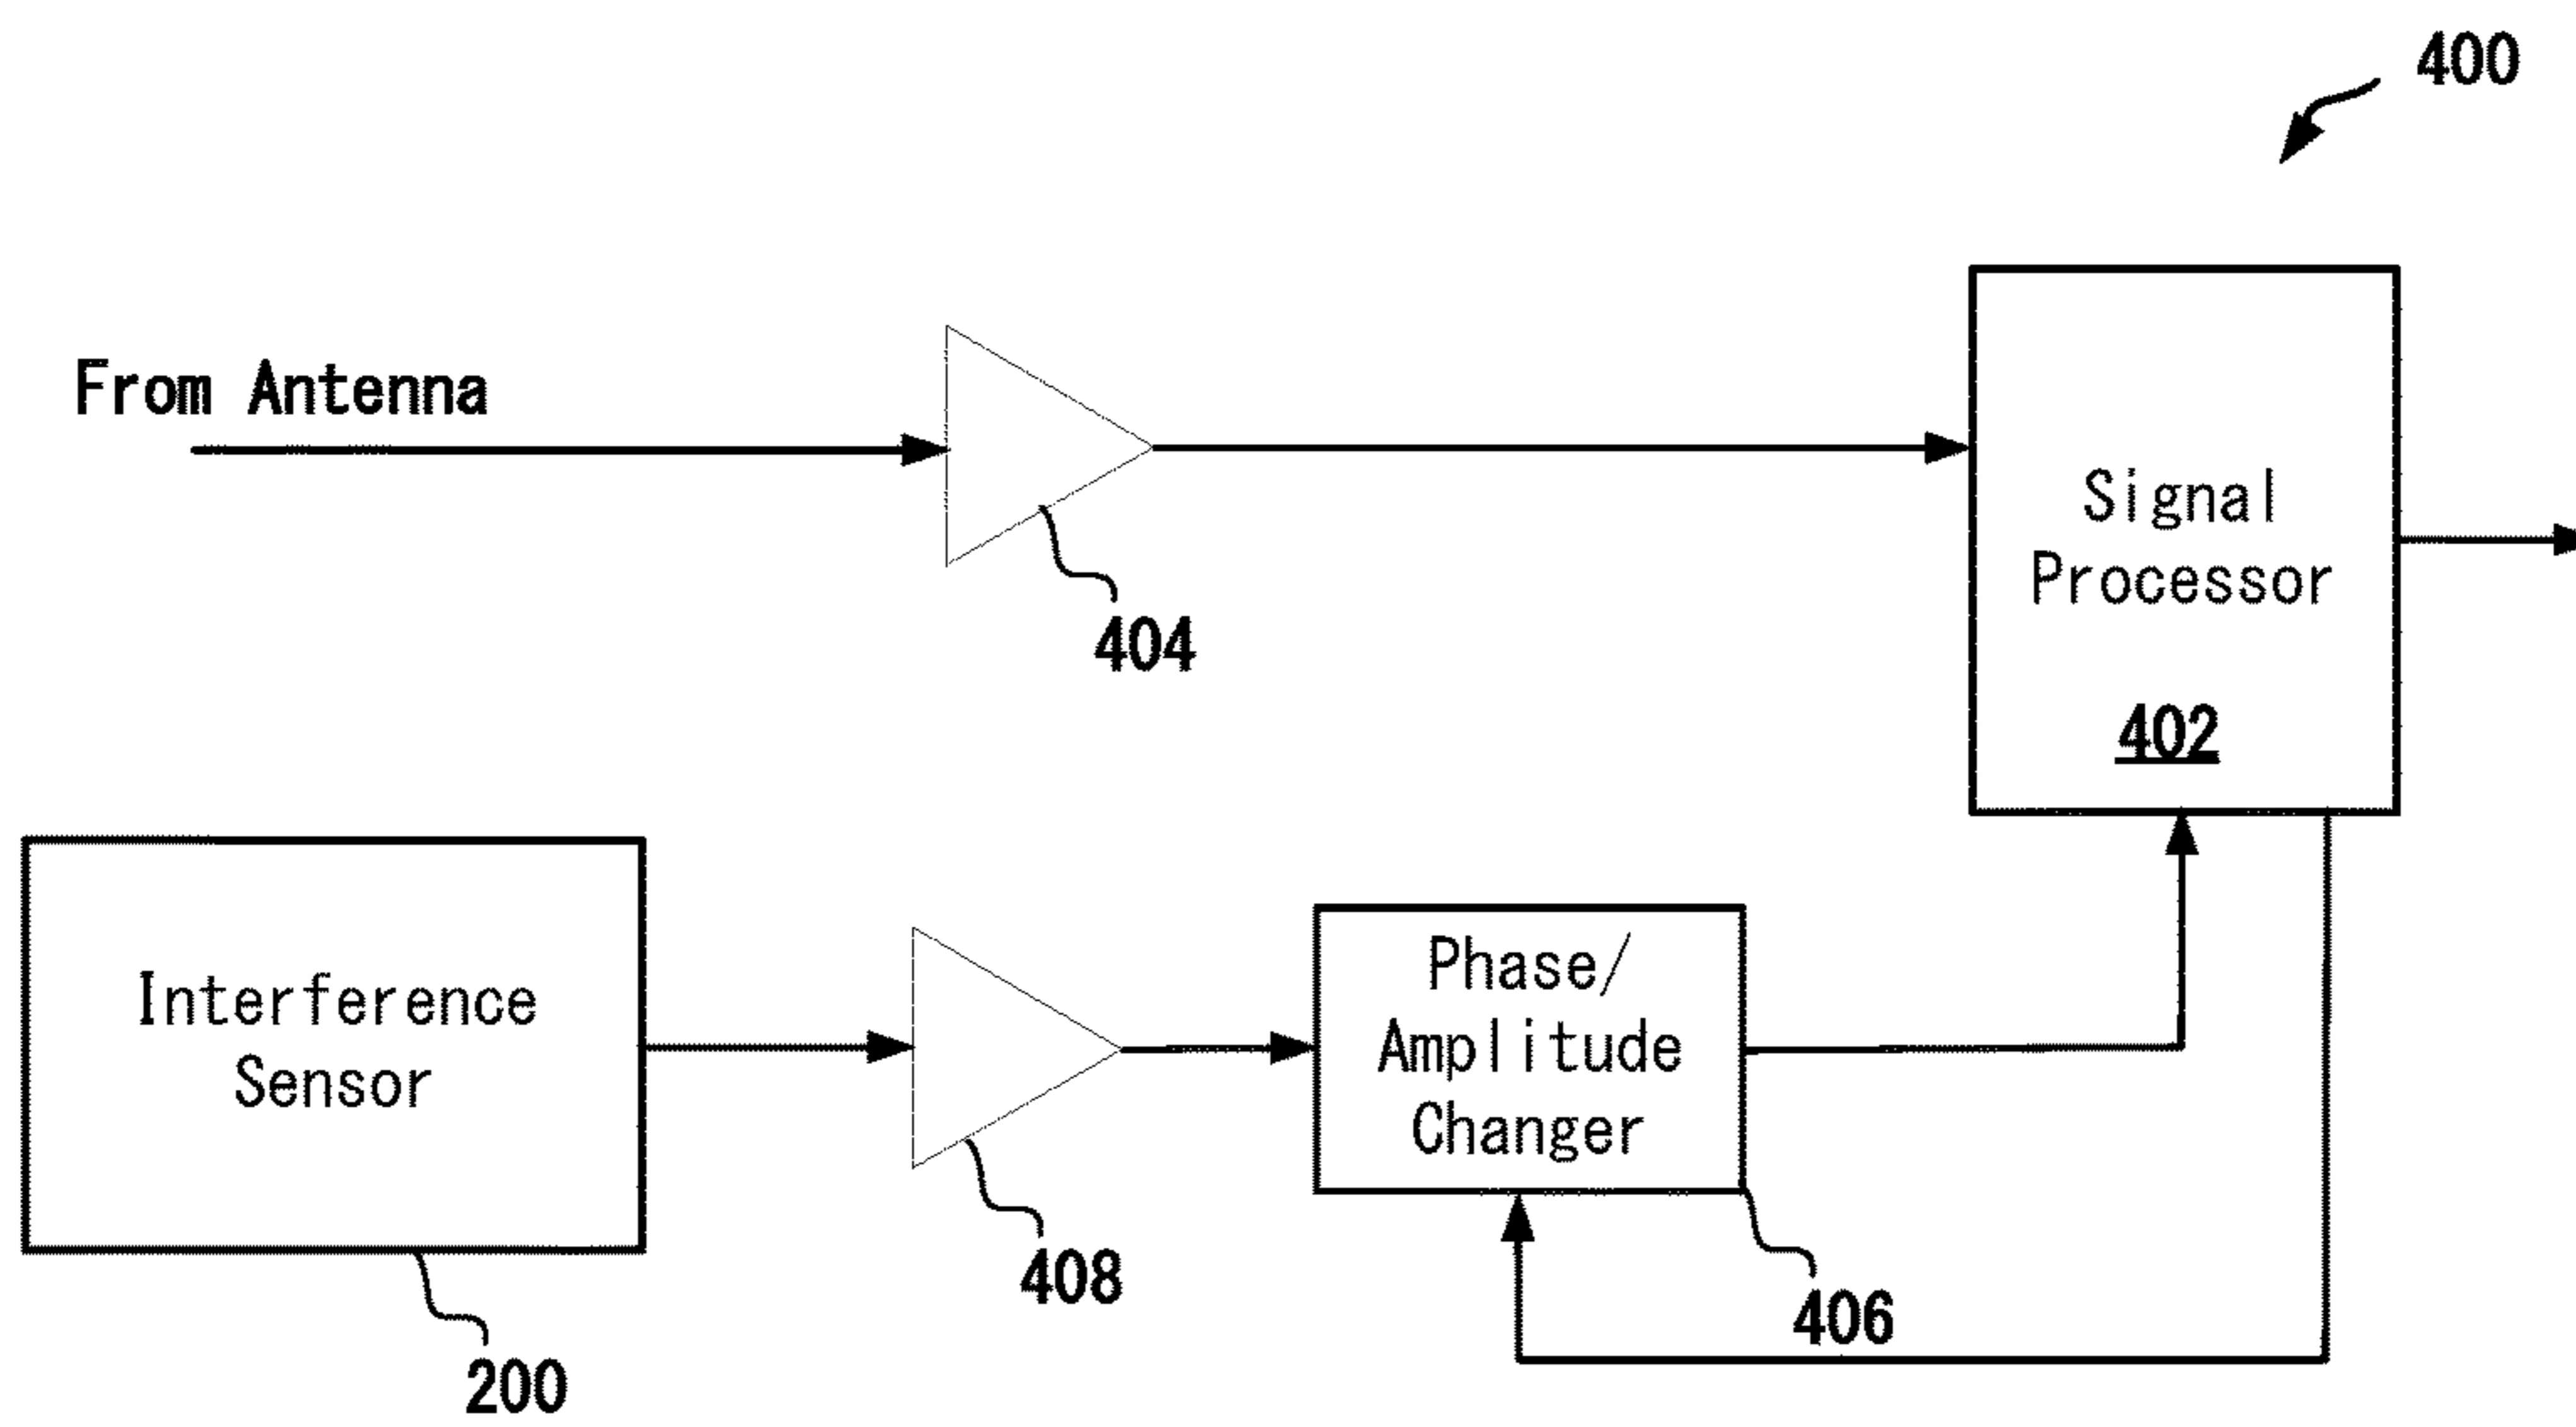 400
From Antenna
404
Signal
Processor
402
Interference
Sensor
200
408
Phase/
Amplitude
Changer
406